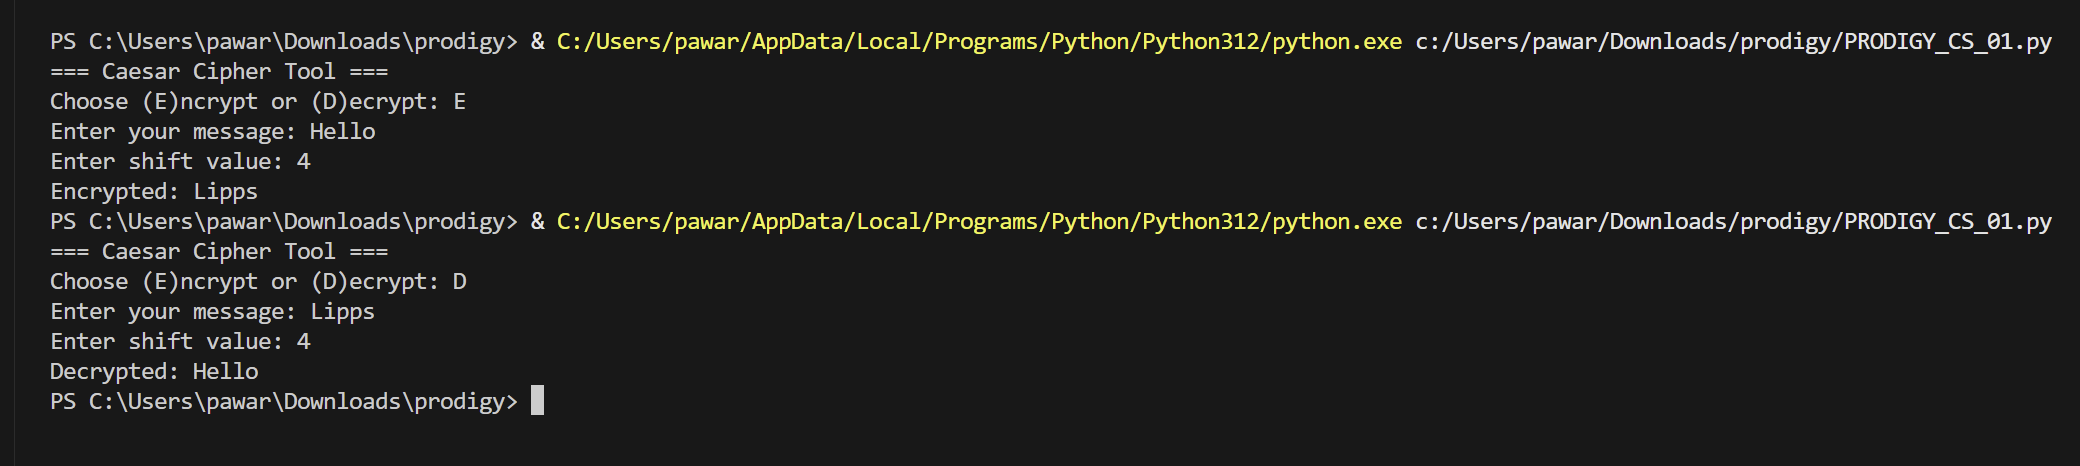 PS C:\Users\pawar\Downloads\prodigy> & C:/Users/pawar/AppData/Local/Programs/Python/Python312/python.exe c:/Users/pawar/Downloads/prodigy/PRODIGY_CS_01.py
=== Caesar Cipher Tool ===
Choose (E)ncrypt or (D)ecrypt: E
Enter your message: Hello
Enter shift value: 4
Encrypted: Lipps
PS C:\Users\pawar\Downloads\prodigy> & C:/Users/pawar/AppData/Local/Programs/Python/Python312/python.exe c:/Users/pawar/Downloads/prodigy/PRODIGY_CS_01.py
=== Caesar Cipher Tool ===
Choose (E)ncrypt or (D)ecrypt: D
Enter your message: Lipps
Enter shift value: 4
Decrypted: Hello
PS C:\Users\pawar\Downloads\prodigy>